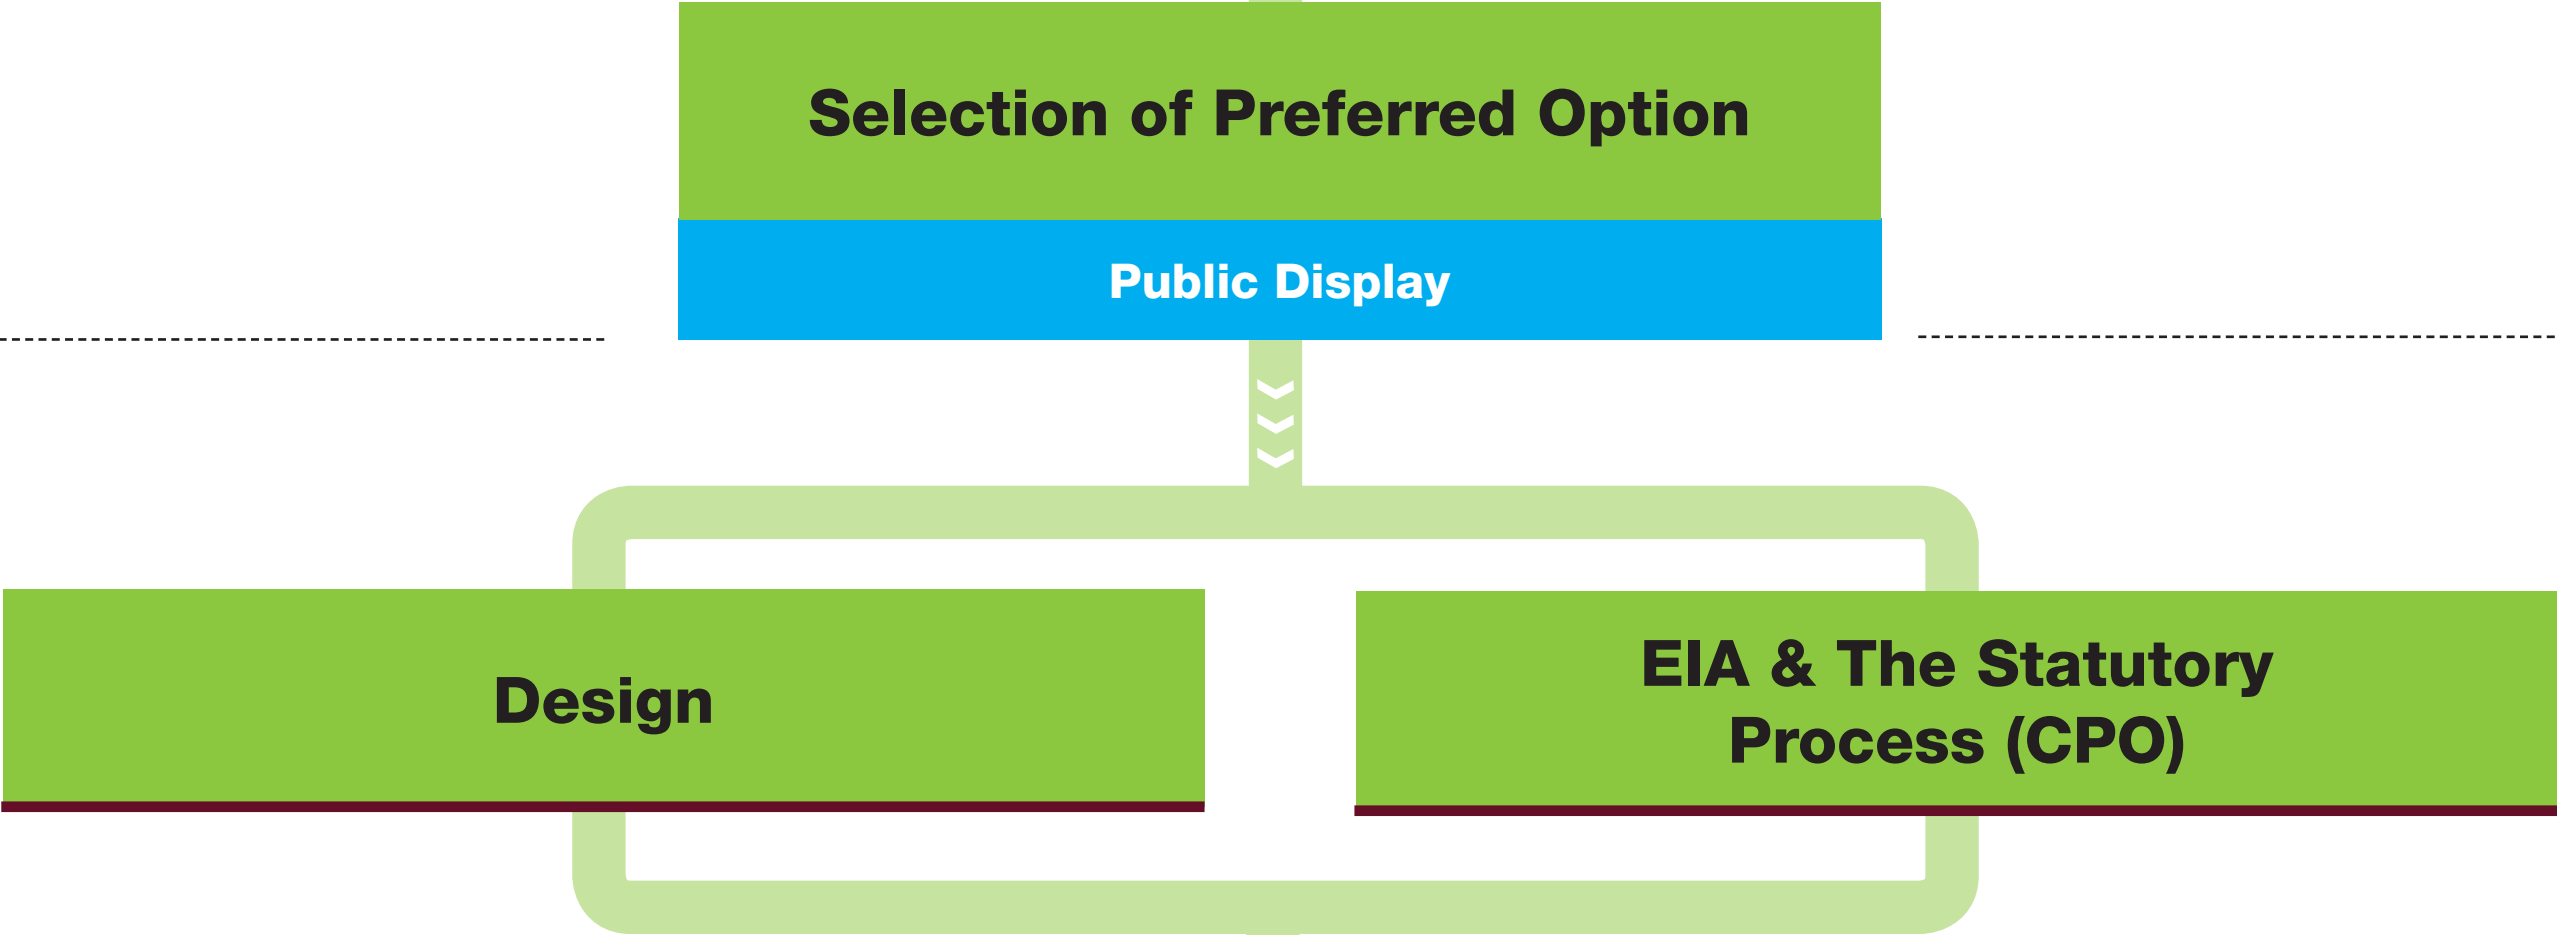 Selection of Preferred Option
Public Display
Design
EIA & The Statutory
Process (CPO)